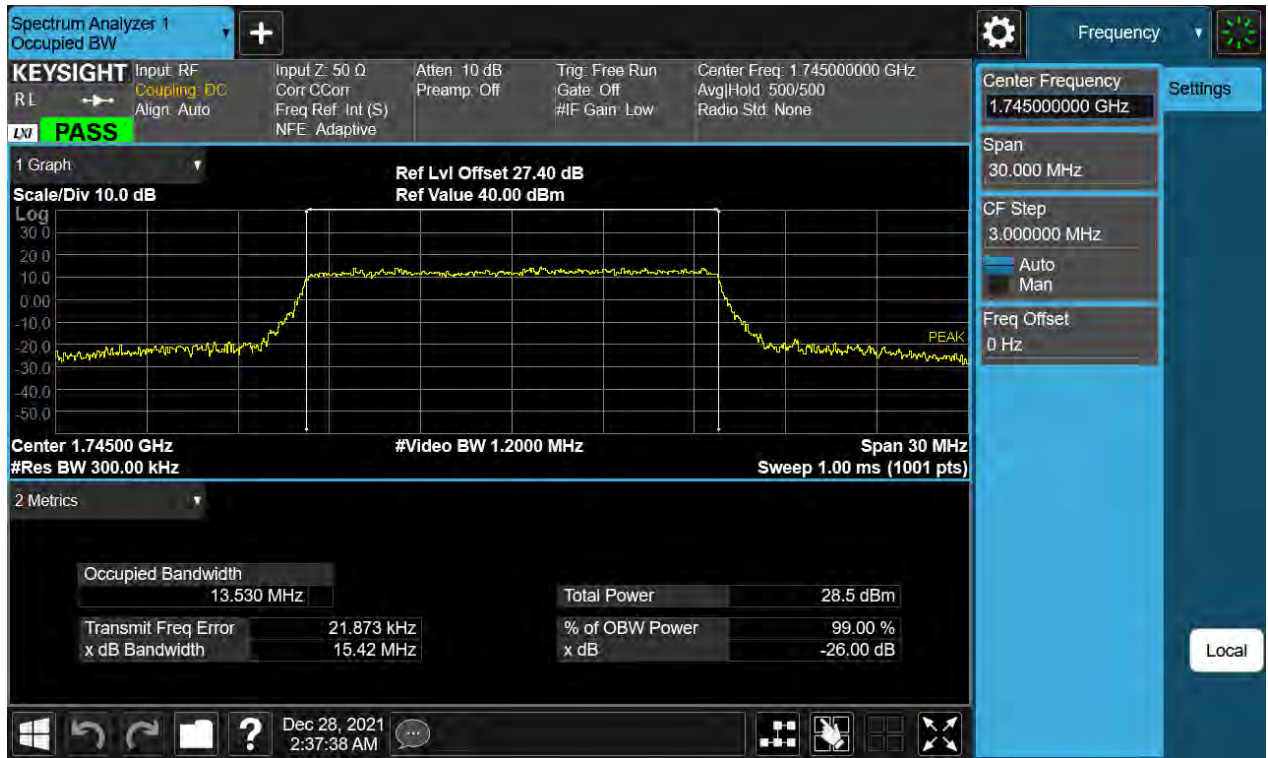 Spectrum Analyzer 1
Occupied BW
+
Frequency
KEYSIGHT
RL
LXI PASS
Input: RF
Coupling: DC
Align: Auto
Input Z: 50 Ω
Corr CCorr
Freq Ref: Int (S)
NFE: Adaptive
Atten: 10 dB
Preamp: Off
Trig: Free Run
Gate: Off
#IF Gain: Low
Center Freq: 1.745000000 GHz
Avg|Hold: 500/500
Radio Std: None
1 Graph
Scale/Div 10.0 dB
Ref Lvl Offset 27.40 dB
Ref Value 40.00 dBm
Log
30.0
20.0
10.0
0.00
-10.0
-20.0
-30.0
-40.0
-50.0
PEAK
Center 1.74500 GHz
#Video BW 1.2000 MHz
Span 30 MHz
#Res BW 300.00 kHz
Sweep 1.00 ms (1001 pts)
2 Metrics
Occupied Bandwidth
13.530 MHz
Transmit Freq Error 21.873 kHz
x dB Bandwidth 15.42 MHz
Total Power 28.5 dBm
% of OBW Power 99.00 %
x dB -26.00 dB
Center Frequency
1.745000000 GHz
Span
30.000 MHz
CF Step
3.000000 MHz
Auto
Man
Freq Offset
0 Hz
Settings
Local
?
Dec 28, 2021
2:37:38 AM